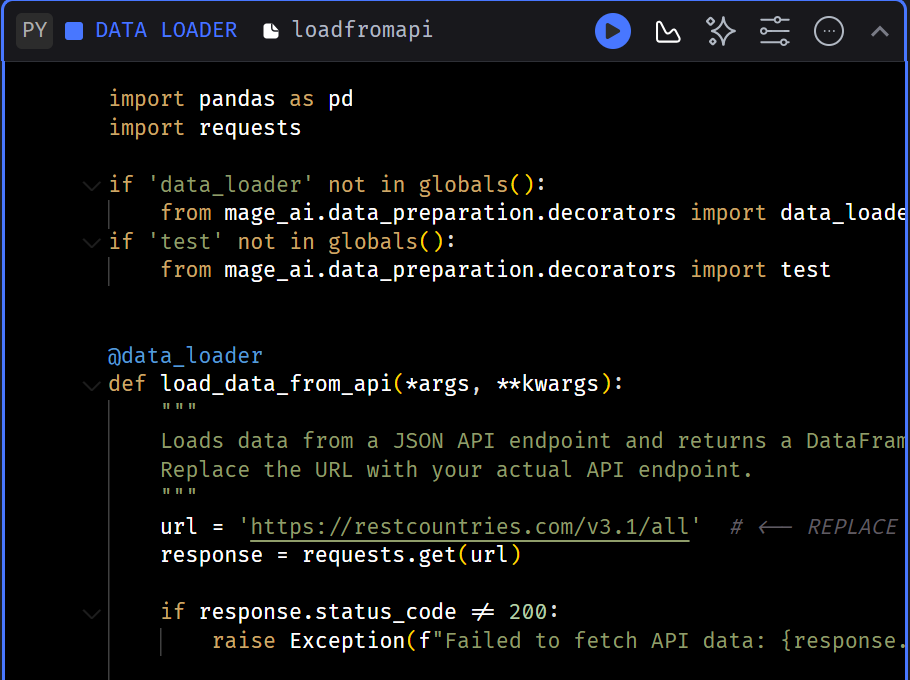 PY DATA LOADER loadfromapi
import pandas as pd
import requests
if 'data_loader' not in globals():
from mage_ai.data_preparation.decorators import data_loade
if 'test' not in globals():
from mage_ai.data_preparation.decorators import test
@data_loader
def load_data_from_api(*args, **kwargs):
"""
Loads data from a JSON API endpoint and returns a DataFram
Replace the URL with your actual API endpoint.
"""
url = 'https://restcountries.com/v3.1/all' # <-- REPLACE
response = requests.get(url)
if response.status_code != 200:
raise Exception(f"Failed to fetch API data: {response.